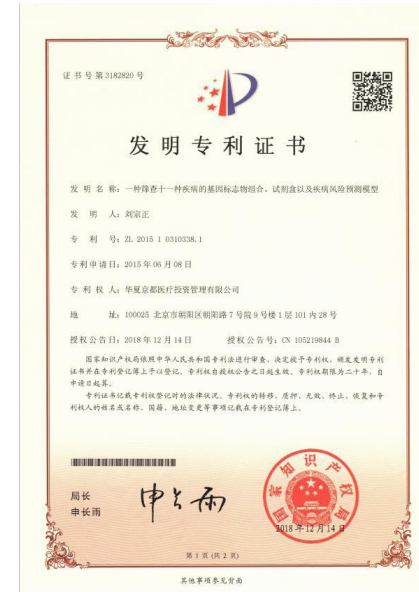 证书号第3182820号
发明专利证书
发 明 名 称：一种筛查十一种疾病的基因标志物组合、试剂盒以及疾病风险预测模型
发 明 人：刘宗正
专 利 号：ZL 2015 1 0310338.1
专利申请日：2015年06月08日
专 利 权 人：华夏京都医疗投资管理有限公司
地 址：100025 北京市朝阳区朝阳路7号院9号楼1层101内28号
授权公告日：2018年12月14日 授权公告号：CN 105219844 B
国家知识产权局依照中华人民共和国专利法进行审查，决定授予专利权，颁发发明专利
证书并在专利登记簿上予以登记。专利权自授权公告之日起生效。专利权期限为二十年，自
申请日起算。
专利证书记载专利权登记时的法律状况。专利权的转移、质押、无效、终止、恢复和专
利权人的姓名或名称、国籍、地址变更等事项记载在专利登记簿上。
局长
申长雨
申长雨
国家知识产权局
2018年12月14日
第 1 页 (共 2 页)
其他事项参见背面